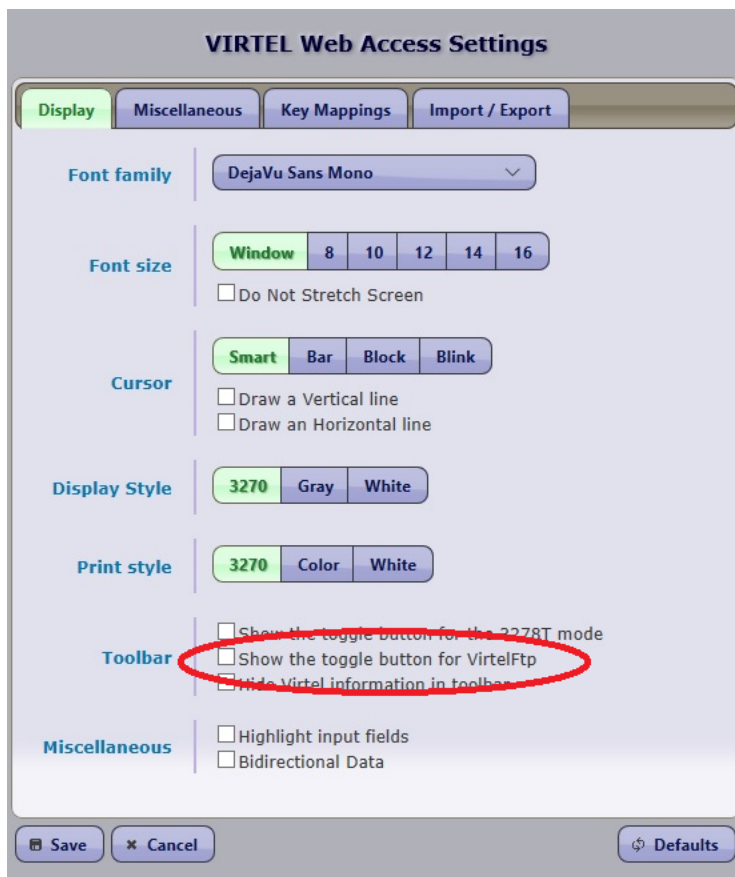 VIRTEL Web Access Settings
Display Miscellaneous Key Mappings Import / Export
Font family DejaVu Sans Mono
Font size Window 8 10 12 14 16
Do Not Stretch Screen
Cursor Smart Bar Block Blink
Draw a Vertical line
Draw an Horizontal line
Display Style 3270 Gray White
Print style 3270 Color White
Show the toggle button for the 3278T mode
Toolbar Show the toggle button for VirtelFtp
Hide Virtel information in toolbar
Miscellaneous Highlight input fields
Bidirectional Data
Save Cancel Defaults